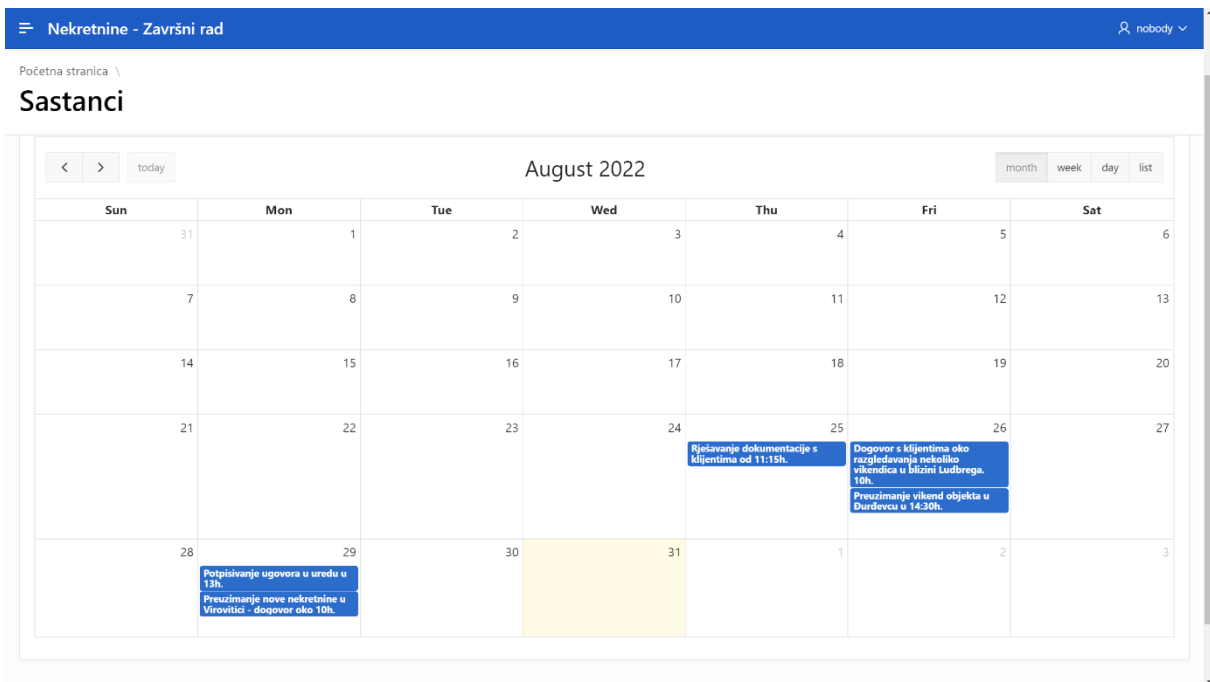 Nekretnine - Završni rad
nobody
Početna stranica \
Sastanci
today
August 2022
month week day list
Sun Mon Tue Wed Thu Fri Sat
31 1 2 3 4 5 6
7 8 9 10 11 12 13
14 15 16 17 18 19 20
21 22 23 24 25 26 27
Rješavanje dokumentacije s
klijentima od 11:15h.
Dogovor s klijentima oko
razgledavanja nekoliko
vikendica u blizini Ludbrega.
10h.
Preuzimanje vikend objekta u
Đurđevcu u 14:30h.
28 29 30 31 1 2 3
Potpisivanje ugovora u uredu u
13h.
Preuzimanje nove nekretnine u
Virovitici - dogovor oko 10h.